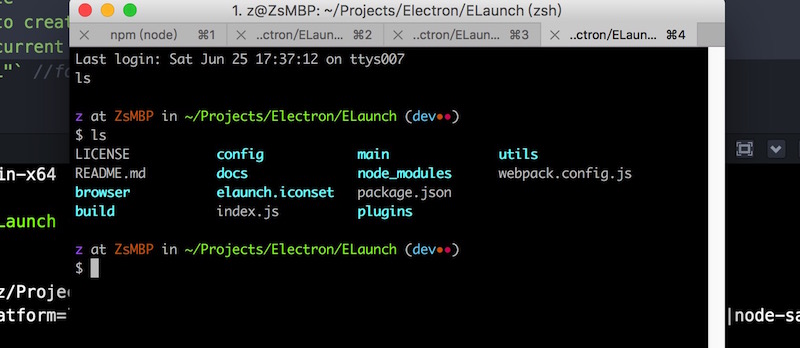 te
to creat
current
1. z@ZsMBP: ~/Projects/Electron/ELaunch (zsh)
npm (node) ⌘1 ..ctron/ELaun... ⌘2 ..ctron/ELaun... ⌘3 ..ctron/ELaun... ⌘4
"` //fo
Last login: Sat Jun 25 17:37:12 on ttys007
ls
z at ZsMBP in ~/Projects/Electron/ELaunch (dev●●)
$ ls
LICENSE config main utils
README.md docs node_modules webpack.config.js
browser elaunch.iconset package.json
build index.js plugins
in-x64
Launch
z at ZsMBP in ~/Projects/Electron/ELaunch (dev●●)
$
z/Projec
atform=
|node-sa